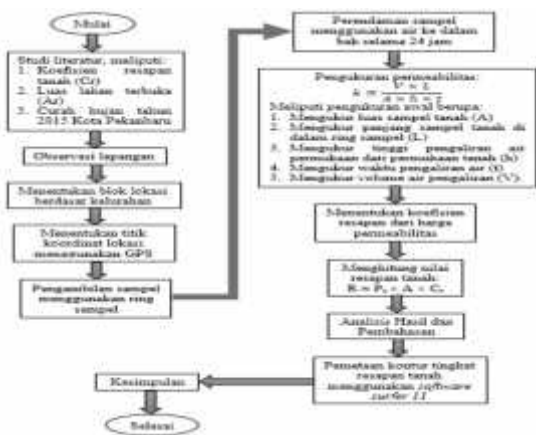 Mulai
Studi literatur, meliputi:
1. Koefisien resapan
tanah (Cr)
2. Luas lahan terbuka
(Ar)
3. Curah hujan tahun
2015 Kota Pekanbaru
Observasi lapangan
Menentukan blok lokasi
berdasar kelurahan
Menentukan titik
koordinat lokasi
menggunakan GPS
Pengambilan sampel
menggunakan ring
sampel
Perendaman sampel
menggunakan air ke dalam
bak selama 24 jam
Pengukuran permeabilitas:
k = V × L / A × h × t
Meliputi pengukuran awal berupa:
1. Mengukur luas sampel tanah (A)
2. Mengukur panjang sampel tanah di
dalam ring sampel (L)
3. Mengukur tinggi pengaliran air
permukaan dari permukaan tanah (h)
4. Mengukur waktu pengaliran air (t)
5. Mengukur volume air pengaliran (V)
Menentukan koefisien
resapan dari harga
permeabilitas
Menghitung nilai
resapan tanah:
Analisis Hasil dan
Pembahasan
Pemetaan kontur tingkat
resapan tanah
menggunakan software
surfer 11
Kesimpulan
Selesai